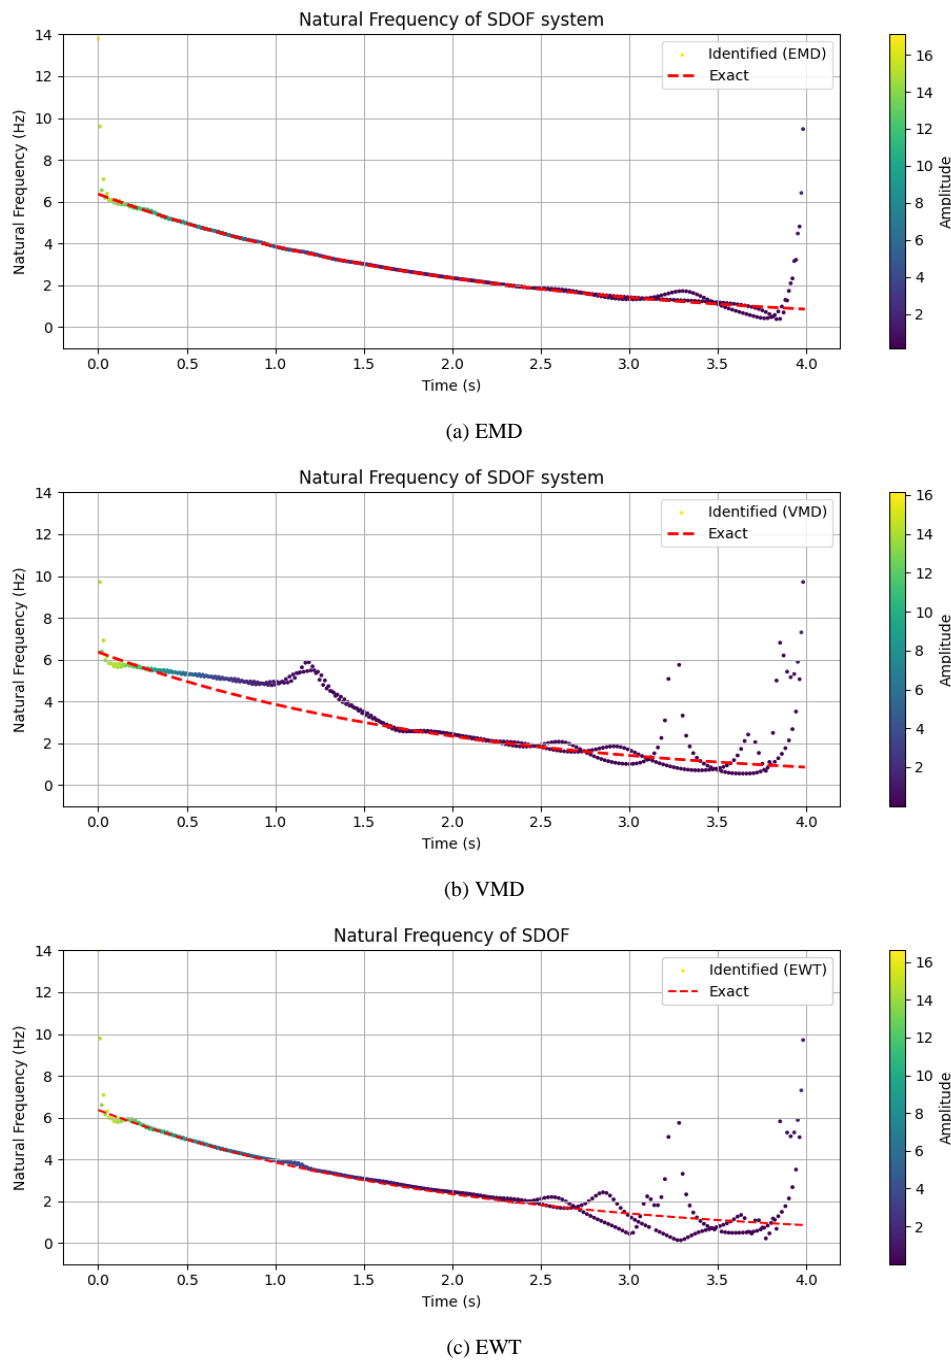 Natural Frequency of SDOF system
Identified (EMD)
Exact
14
12
10
8
6
4
2
0
Natural Frequency (Hz)
0.0 0.5 1.0 1.5 2.0 2.5 3.0 3.5 4.0
Time (s)
16
14
12
10
8
6
4
2
Amplitude
(a) EMD
Natural Frequency of SDOF system
Identified (VMD)
Exact
14
12
10
8
6
4
2
0
Natural Frequency (Hz)
0.0 0.5 1.0 1.5 2.0 2.5 3.0 3.5 4.0
Time (s)
16
14
12
10
8
6
4
2
Amplitude
(b) VMD
Natural Frequency of SDOF
Identified (EWT)
Exact
14
12
10
8
6
4
2
0
Natural Frequency (Hz)
0.0 0.5 1.0 1.5 2.0 2.5 3.0 3.5 4.0
Time (s)
16
14
12
10
8
6
4
2
Amplitude
(c) EWT